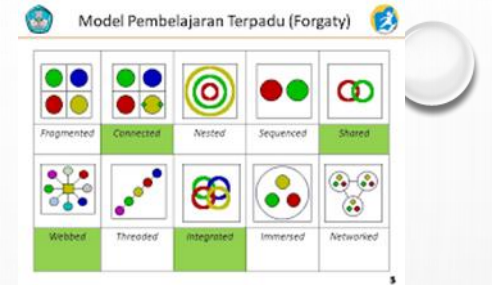 Model Pembelajaran Terpadu (Forgaty)
Fragmented Connected Nested Sequenced Shared
Webbed Threaded Integrated Immersed Networked
5